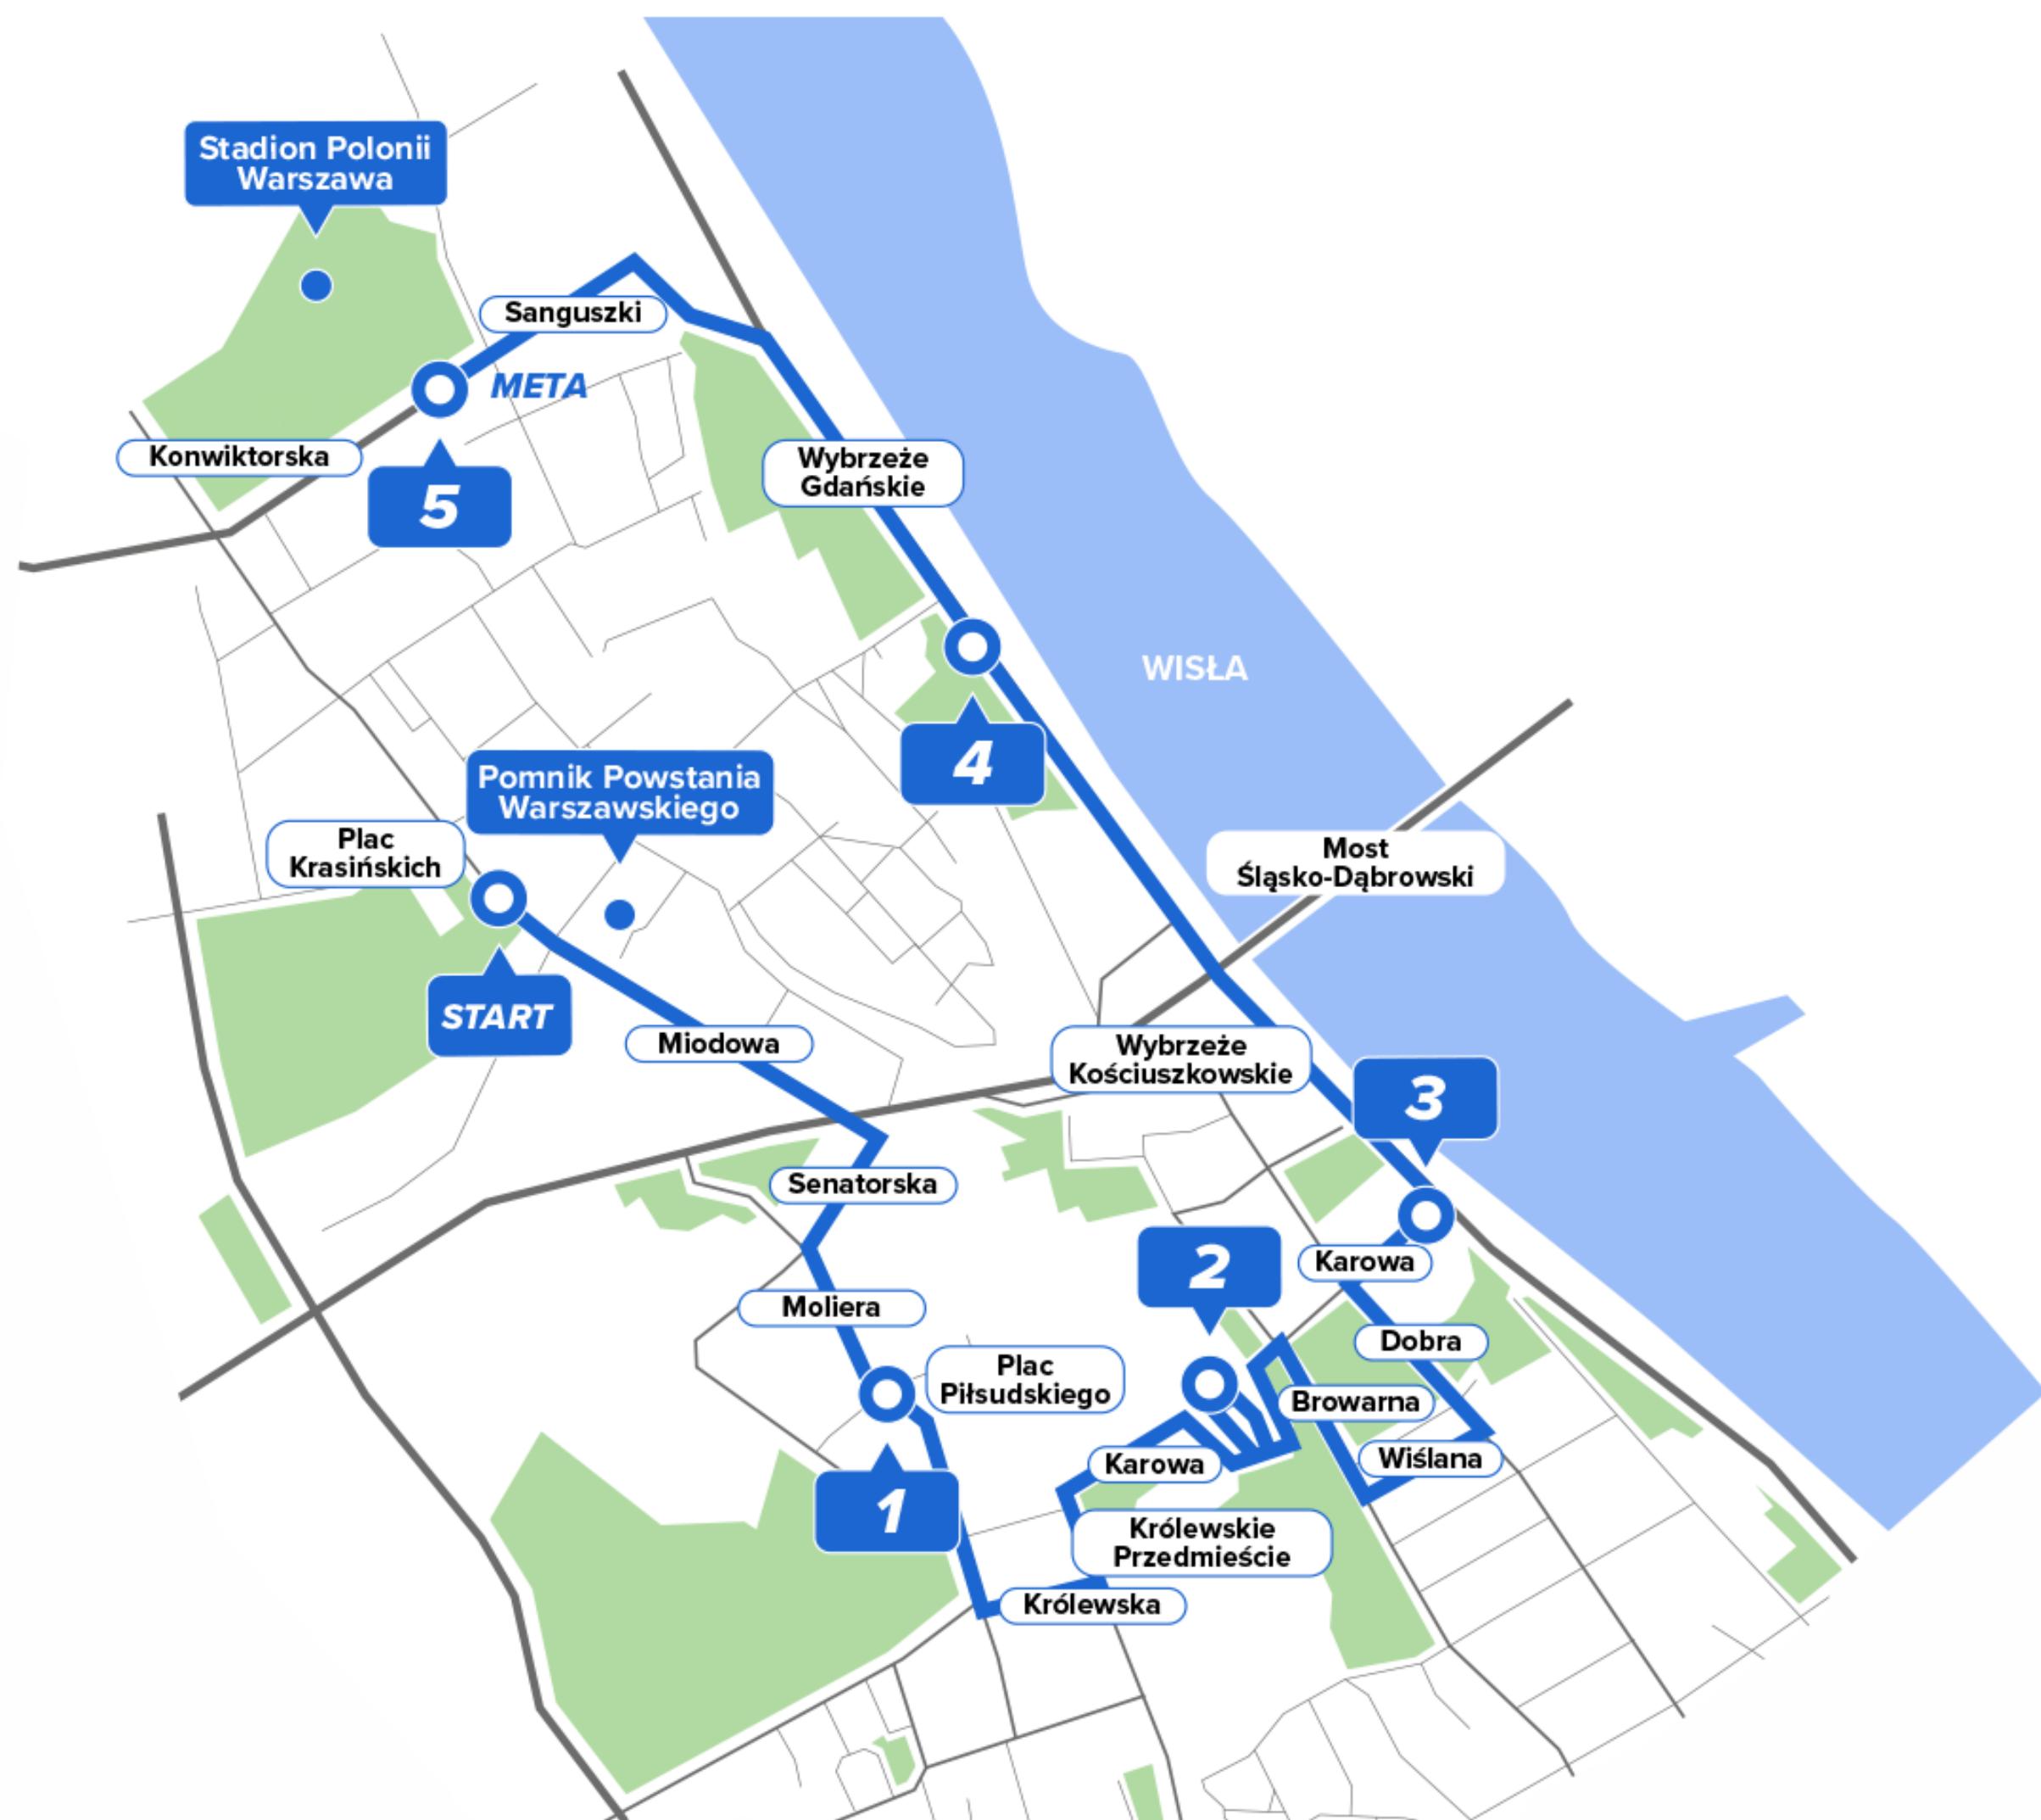 Stadion Polonii
Warszawa
Sanguszki
META
Konwiktorska
5
Wybrzeże
Gdańskie
WISŁA
4
Pomnik Powstania
Warszawskiego
Plac
Krasińskich
Most
Śląsko-Dąbrowski
START
Miodowa
Wybrzeże
Kościuszkowskie
3
Senatorska
2
Karowa
Moliera
Dobra
Plac
Piłsudskiego
Browarna
Karowa
Wiślana
1
Królewskie
Przedmieście
Królewska